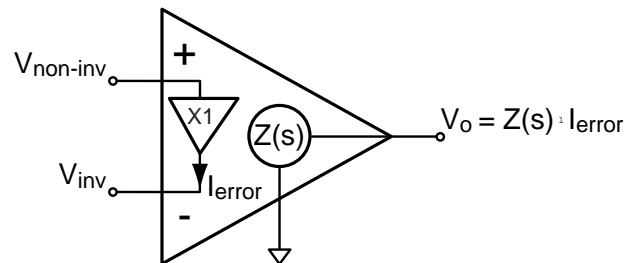 +
Vnon-inv
X1
Z(s)
Vo = Z(s) · Ierror
Vinv
Ierror
-